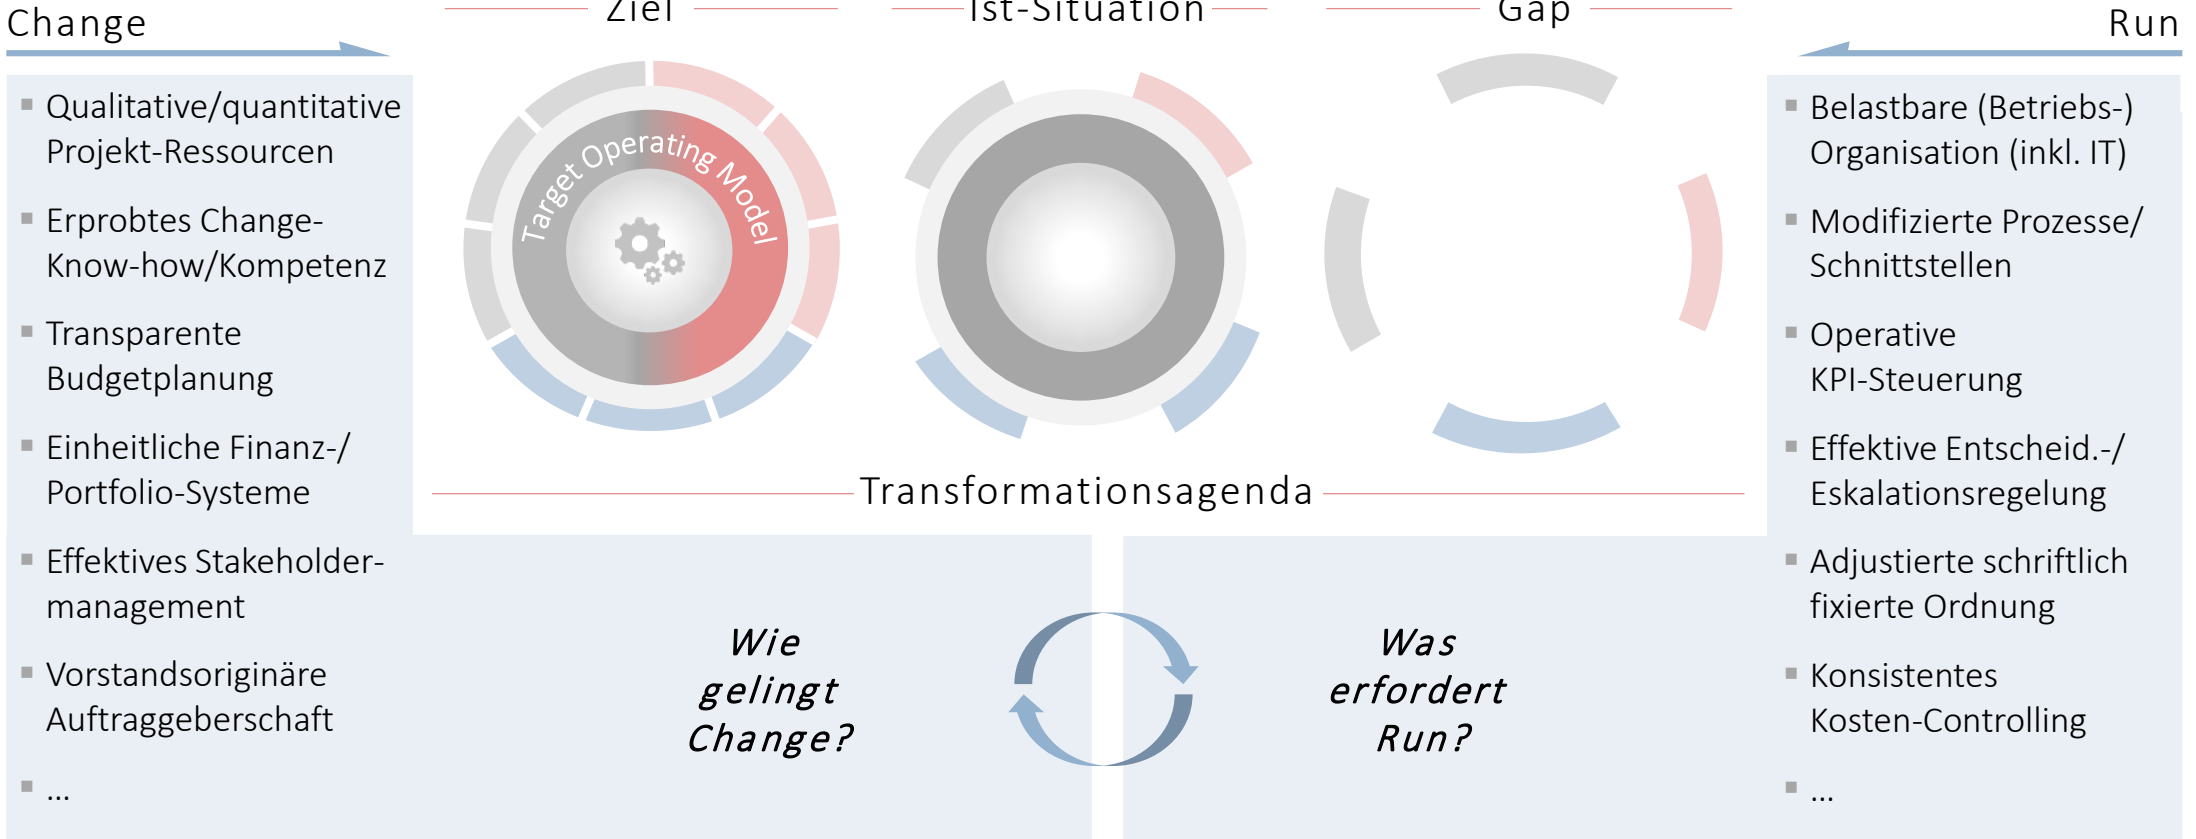 Change
Qualitative/quantitative
Projekt-Ressourcen
Erprobtes Change-
Know-how/Kompetenz
Transparente
Budgetplanung
Einheitliche Finanz-/
Portfolio-Systeme
Effektives Stakeholder-
management
Vorstandsoriginäre
Auftraggeberschaft
...
Ziel
Target Operating Model
Ist-Situation
Gap
Transformationsagenda
Wie
gelingt
Change?
Was
erfordert
Run?
Run
Belastbare (Betriebs-)
Organisation (inkl. IT)
Modifizierte Prozesse/
Schnittstellen
Operative
KPI-Steuerung
Effektive Entscheid.-/
Eskalationsregelung
Adjustierte schriftlich
fixierte Ordnung
Konsistentes
Kosten-Controlling
...